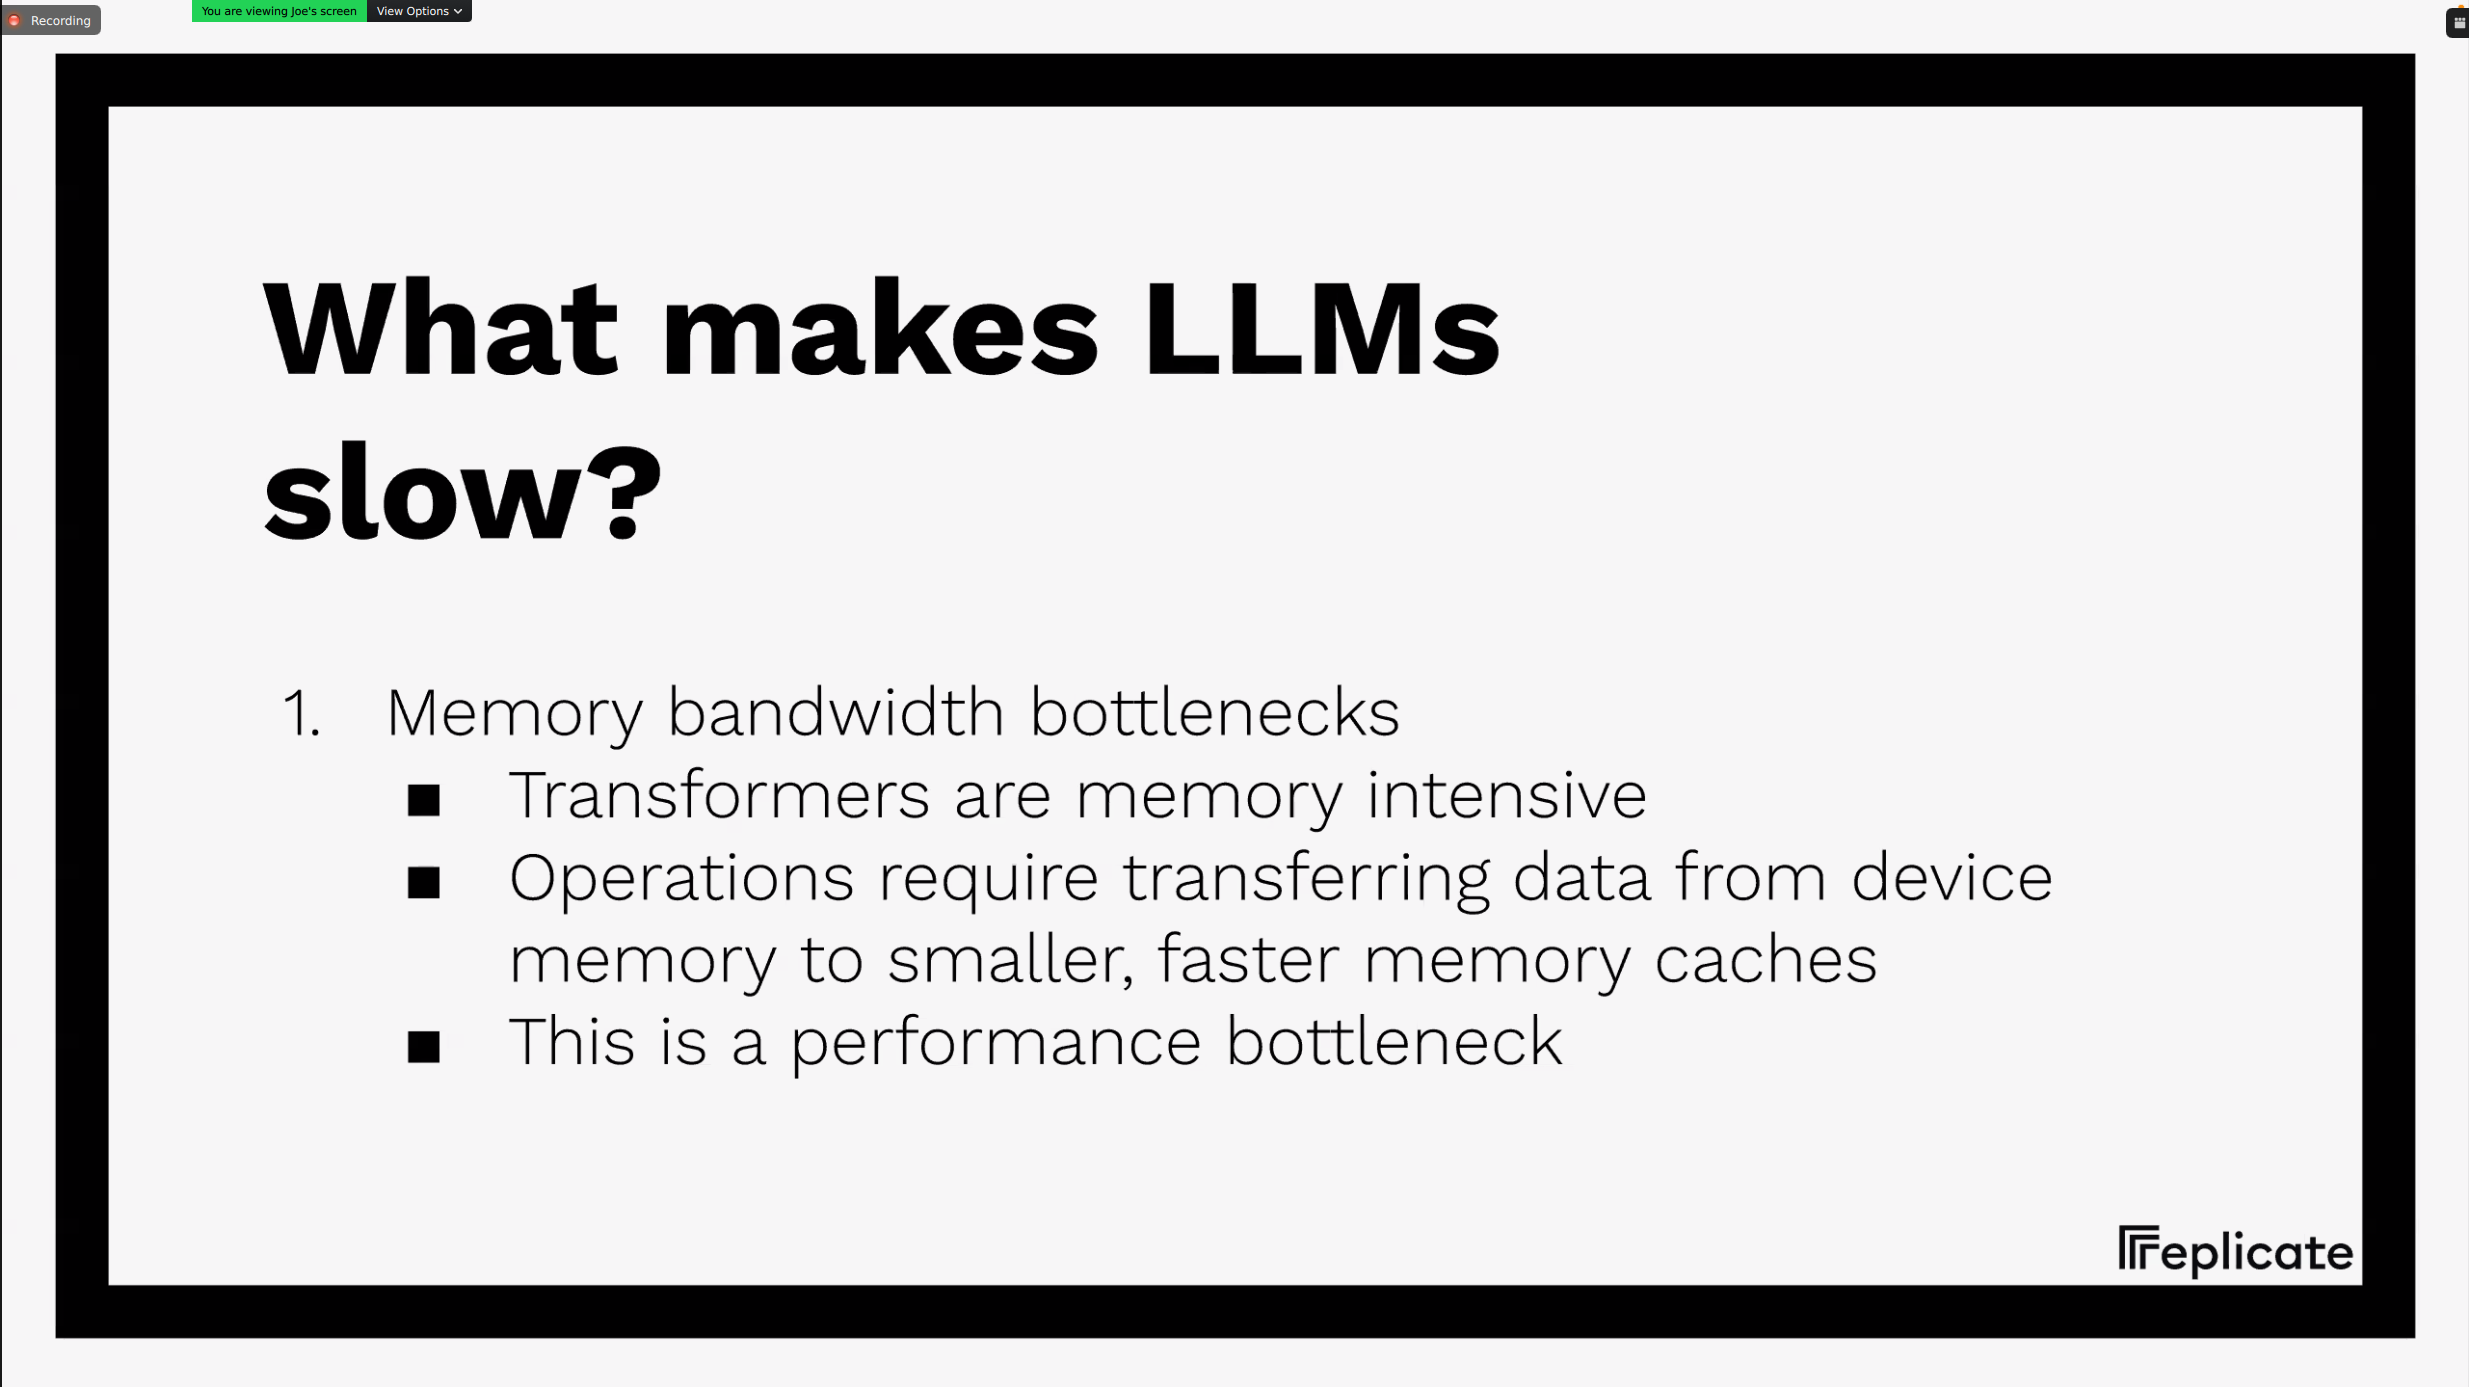 Recording
You are viewing Joe's screen
View Options
What makes LLMs
slow?
1. Memory bandwidth bottlenecks
■ Transformers are memory intensive
■ Operations require transferring data from device
memory to smaller, faster memory caches
■ This is a performance bottleneck
replicate